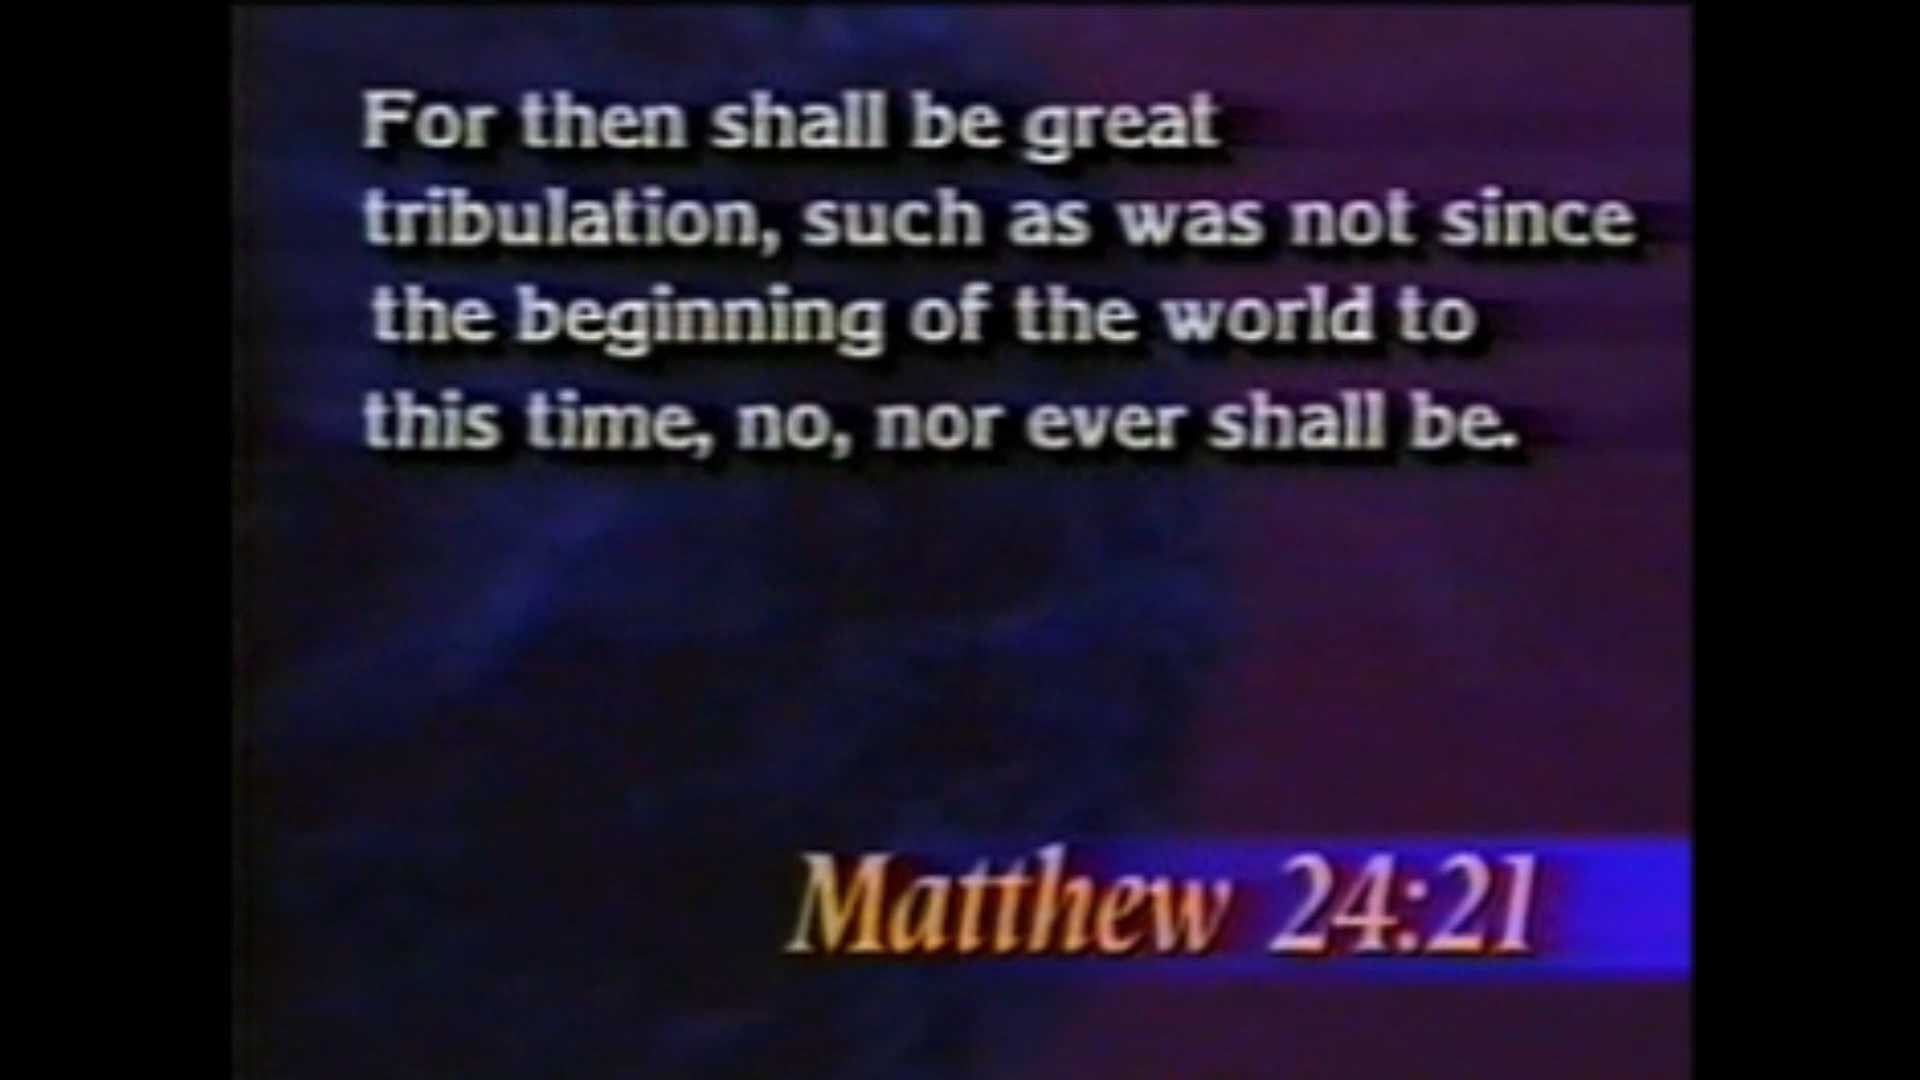 For then shall be great
tribulation, such as was not since
the beginning of the world to
this time, no, nor ever shall be.
Matthew 24:21